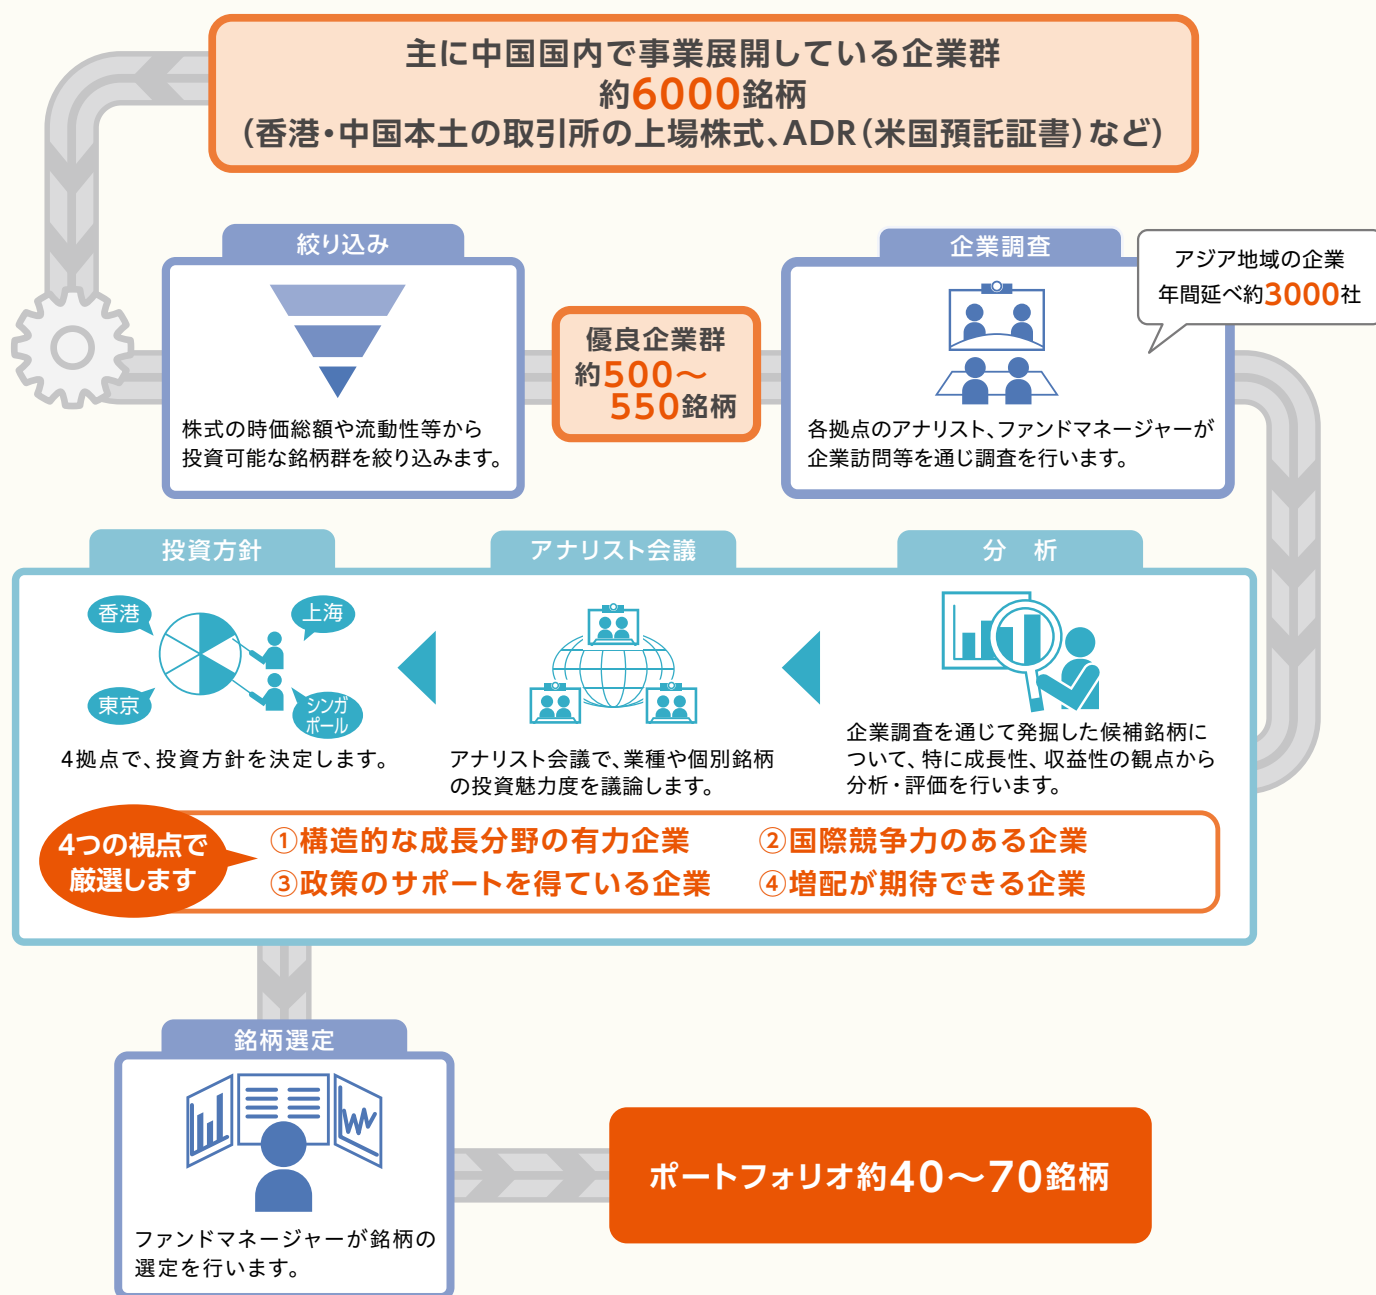 主に中国国内で事業展開している企業群
約6000銘柄
(香港・中国本土の取引所の上場株式、ADR(米国預託証書)など)
絞り込み
株式の時価総額や流動性等から
投資可能な銘柄群を絞り込みます。
優良企業群
約500～
550銘柄
企業調査
アジア地域の企業
年間延べ約3000社
各拠点のアナリスト、ファンドマネージャーが
企業訪問等を通じ調査を行います。
分 析
企業調査を通じて発掘した候補銘柄に
ついて、特に成長性、収益性の観点から
分析・評価を行います。
アナリスト会議
アナリスト会議で、業種や個別銘柄
の投資魅力度を議論します。
投資方針
香港
上海
東京
シンガ
ポール
4拠点で、投資方針を決定します。
4つの視点で
厳選します
①構造的な成長分野の有力企業
②国際競争力のある企業
③政策のサポートを得ている企業
④増配が期待できる企業
銘柄選定
ファンドマネージャーが銘柄の
選定を行います。
ポートフォリオ約40～70銘柄